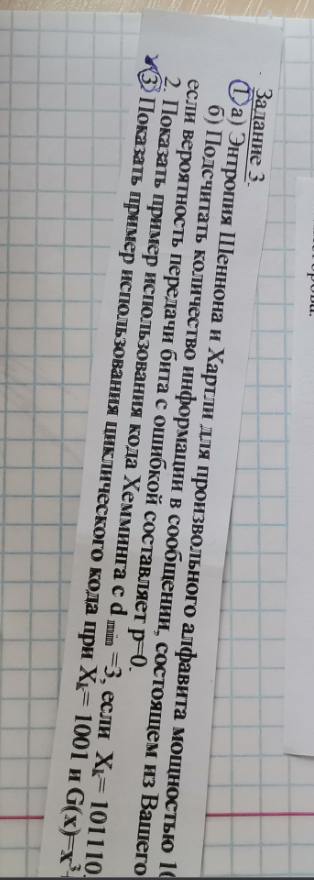 Задание 3.
1 а) Энтропия Шеннона и Хартли для произвольного алфавита мощностью
б) Подсчитать количество информации в сообщении, состоящем из Вашего
если вероятность передачи бита с ошибкой составляет p=0.
2. Показать пример использования кода Хемминга с d min =3, если Xk= 101110.
3 Показать пример использования циклического кода при Xk= 1001 и G(x)=x³